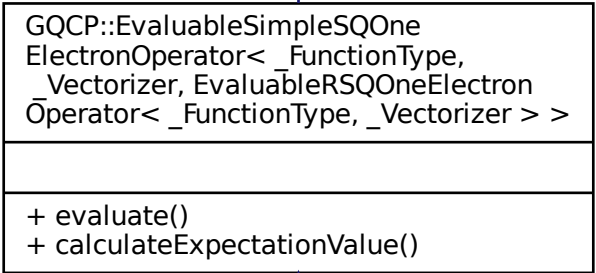 GQCP::EvaluableSimpleSQOne
ElectronOperator< _FunctionType,
_Vectorizer, EvaluableRSQOneElectron
Operator< _FunctionType, _Vectorizer > >
+ evaluate()
+ calculateExpectationValue()